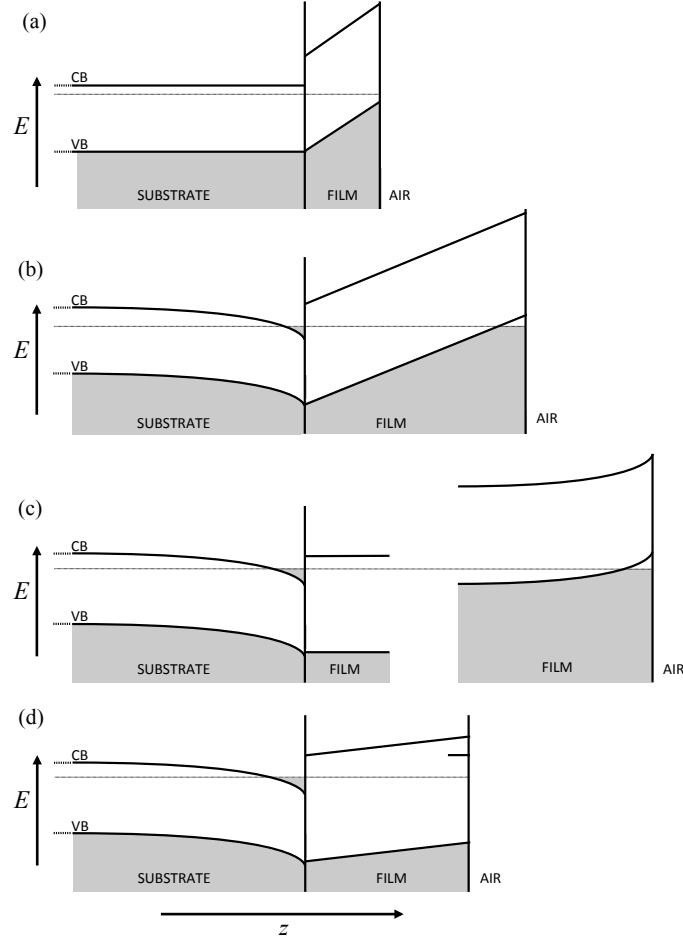 (a)
CB
E
VB
SUBSTRATE
FILM
AIR
(b)
CB
E
VB
SUBSTRATE
FILM
AIR
(c)
CB
E
VB
SUBSTRATE
FILM
FILM
AIR
(d)
CB
E
VB
SUBSTRATE
FILM
AIR
z